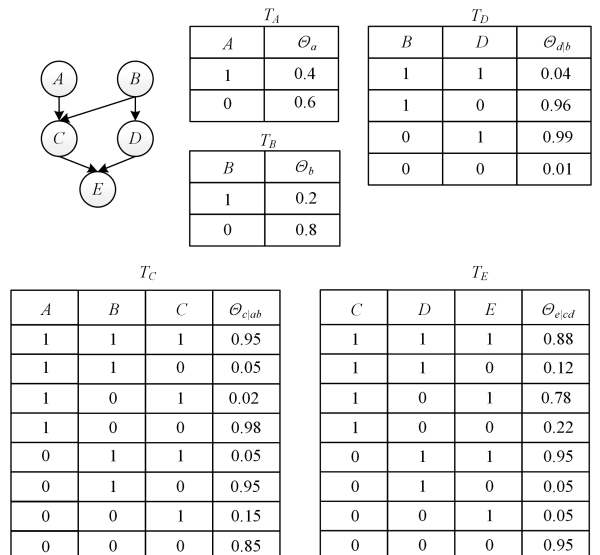 T_A
A Θ_a
1 0.4
0 0.6
T_D
B D Θ_{d|b}
1 1 0.04
1 0 0.96
0 1 0.99
0 0 0.01
A B
C D
E
T_B
B Θ_b
1 0.2
0 0.8
T_C
A B C Θ_{c|ab}
1 1 1 0.95
1 1 0 0.05
1 0 1 0.02
1 0 0 0.98
0 1 1 0.05
0 1 0 0.95
0 0 1 0.15
0 0 0 0.85
T_E
C D E Θ_{e|cd}
1 1 1 0.88
1 1 0 0.12
1 0 1 0.78
1 0 0 0.22
0 1 1 0.95
0 1 0 0.05
0 0 1 0.05
0 0 0 0.95